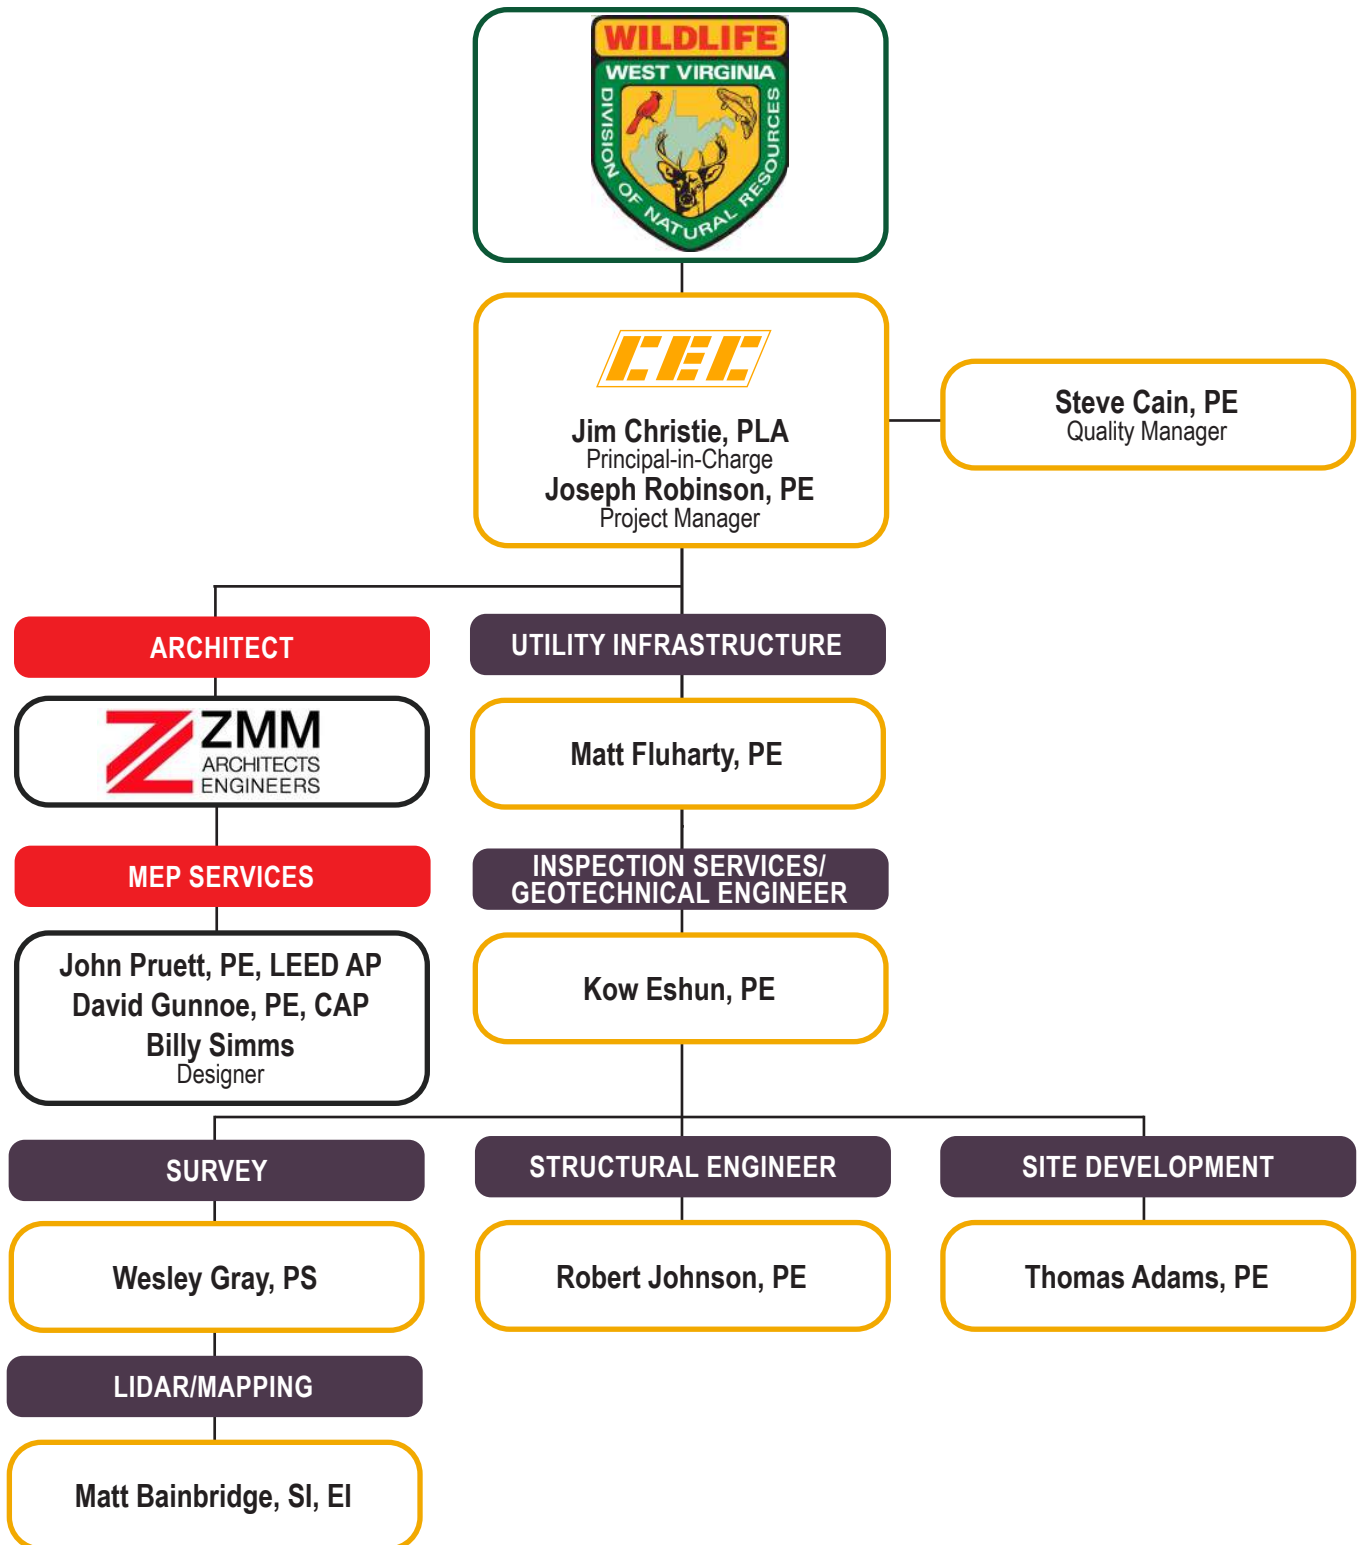 WILDLIFE
WEST VIRGINIA
DIVISION OF NATURAL RESOURCES
CEC
Jim Christie, PLA
Principal-in-Charge
Joseph Robinson, PE
Project Manager
Steve Cain, PE
Quality Manager
ARCHITECT
ZMM
ARCHITECTS
ENGINEERS
MEP SERVICES
John Pruett, PE, LEED AP
David Gunnoe, PE, CAP
Billy Simms
Designer
UTILITY INFRASTRUCTURE
Matt Fluharty, PE
INSPECTION SERVICES/
GEOTECHNICAL ENGINEER
Kow Eshun, PE
SURVEY
Wesley Gray, PS
LIDAR/MAPPING
Matt Bainbridge, SI, EI
STRUCTURAL ENGINEER
Robert Johnson, PE
SITE DEVELOPMENT
Thomas Adams, PE